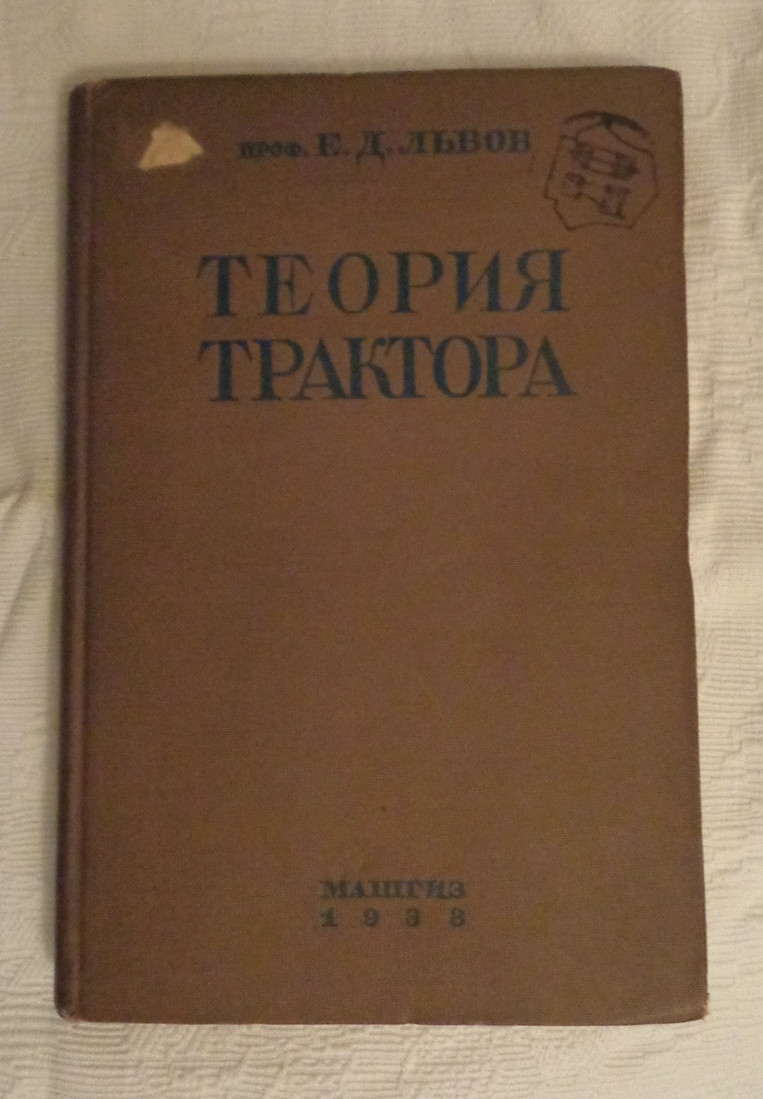 ПРОФ. Е. Д. ЛЬВОВ
ТЕОРИЯ
ТРАКТОРА
МАШГИЗ
1938